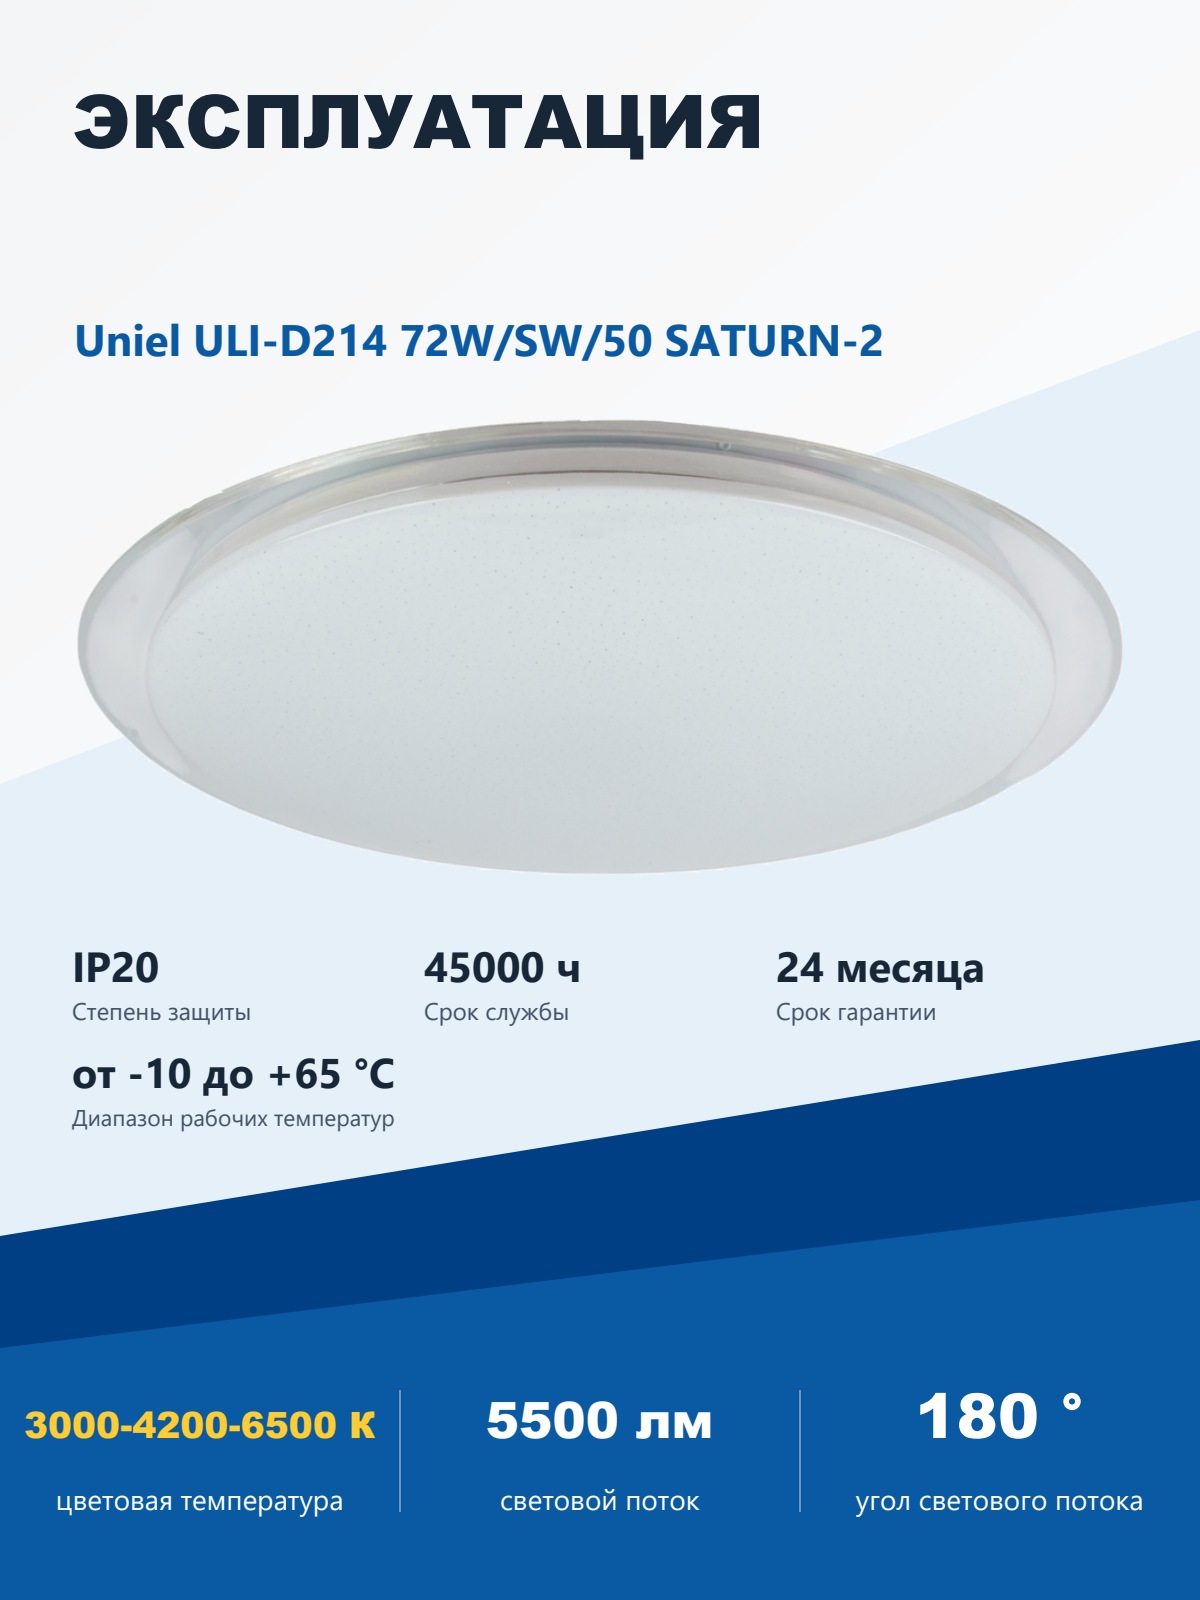 ЭКСПЛУАТАЦИЯ
Uniel ULI-D214 72W/SW/50 SATURN-2
IP20
Степень защиты
45000 ч
Срок службы
24 месяца
Срок гарантии
от -10 до +65 °C
Диапазон рабочих температур
3000-4200-6500 К
цветовая температура
5500 лм
световой поток
180 °
угол светового потока